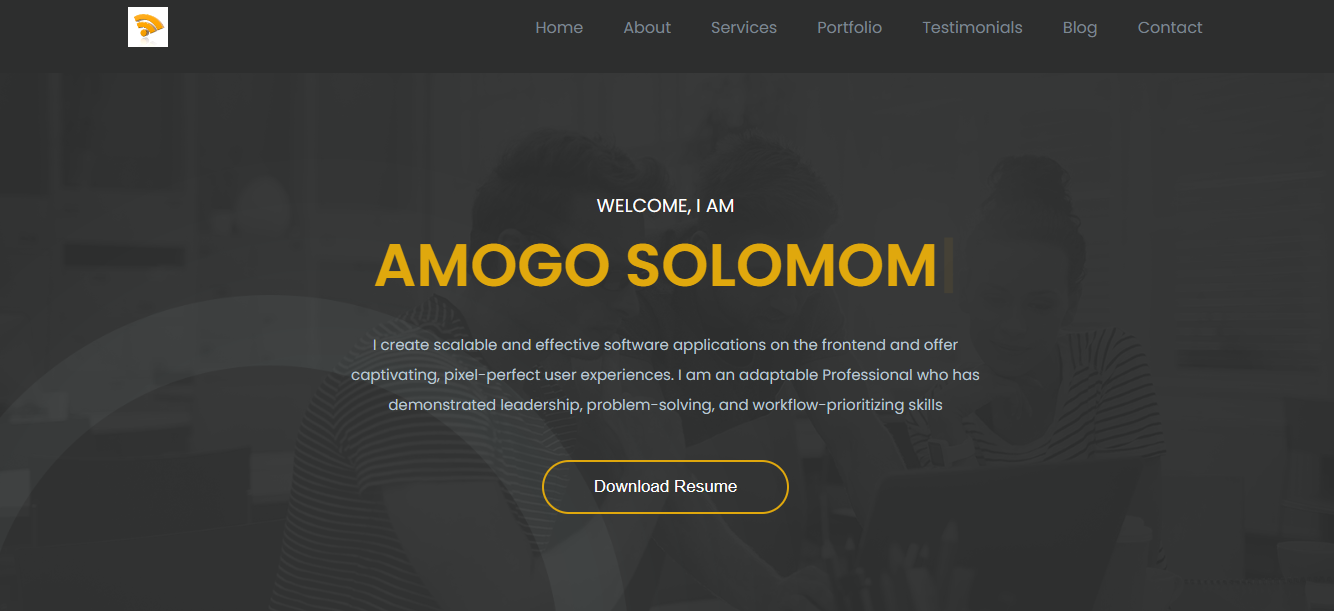 Home About Services Portfolio Testimonials Blog Contact
WELCOME, I AM
AMOGO SOLOMOM
I create scalable and effective software applications on the frontend and offer
captivating, pixel-perfect user experiences. I am an adaptable Professional who has
demonstrated leadership, problem-solving, and workflow-prioritizing skills
Download Resume